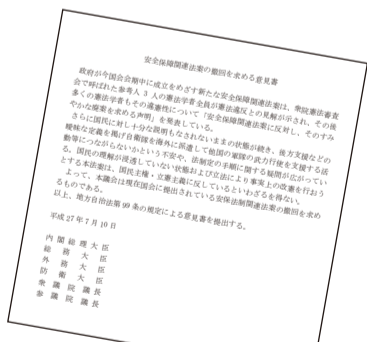 安全保障関連法案の撤回を求める意見書
政府が今国会会期中に成立をめざす新たな安全保障関連法案は、衆院憲法審査
会で呼ばれた参考人３人の憲法学者全員が憲法違反との見解が示され、その後
多くの憲法学者もその違憲性について「安全保障関連法案に反対し、そのすみ
やかな廃案を求める声明」を発表している。
さらに国民に対し十分な説明もなされないままの状態が続き、後方支援などの
曖昧な定義を掲げ自衛隊を海外に派遣して他国の軍隊の武力行使を支援する活
動等につながらないかという不安や、法制定の手順に関する疑問が広がってい
る。国民の理解が浸透していない状態および立法により事実上の改憲を行おう
とする本法案は、国民主権・立憲主義に反しているといわざるを得ない。
よって、本議会は現在国会に提出されている安保法制関連法案の撤回を求め
るものである。
以上、地方自治法第99条の規定による意見書を提出する。
平成27年7月10日
内閣総理大臣
総務大臣
外務大臣
防衛大臣
衆議院議長
参議院議長